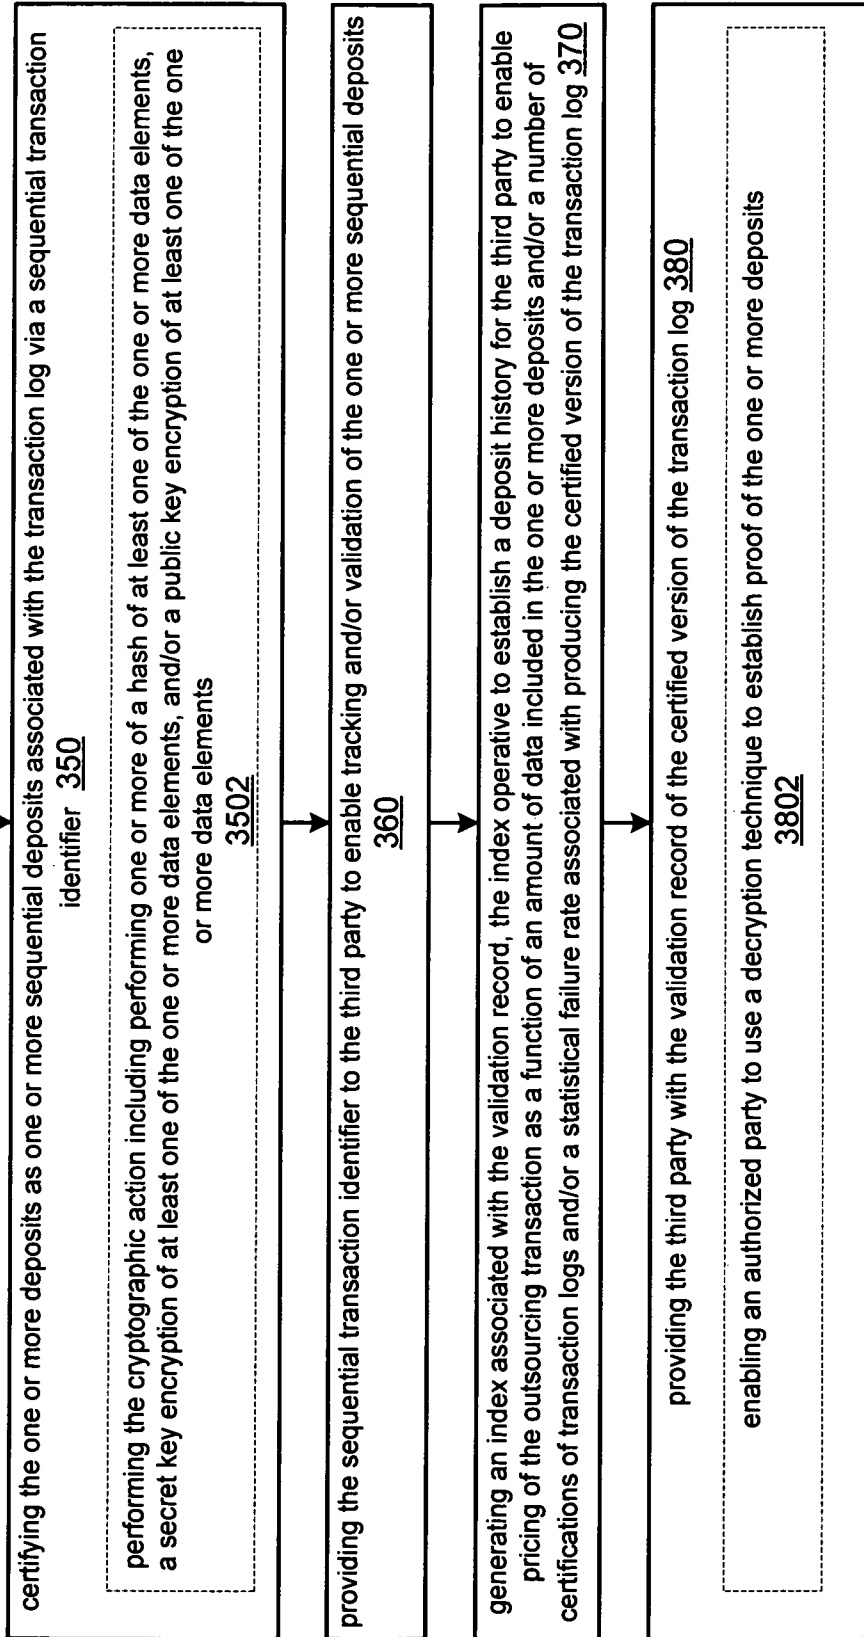 certifying the one or more deposits as one or more sequential deposits associated with the transaction log via a sequential transaction
identifier 350
performing the cryptographic action including performing one or more of a hash of at least one of the one or more data elements,
a secret key encryption of at least one of the one or more data elements, and/or a public key encryption of at least one of the one
or more data elements
3502
providing the sequential transaction identifier to the third party to enable tracking and/or validation of the one or more sequential deposits
360
generating an index associated with the validation record, the index operative to establish a deposit history for the third party to enable
pricing of the outsourcing transaction as a function of an amount of data included in the one or more deposits and/or a number of
certifications of transaction logs and/or a statistical failure rate associated with producing the certified version of the transaction log 370
providing the third party with the validation record of the certified version of the transaction log 380
enabling an authorized party to use a decryption technique to establish proof of the one or more deposits
3802